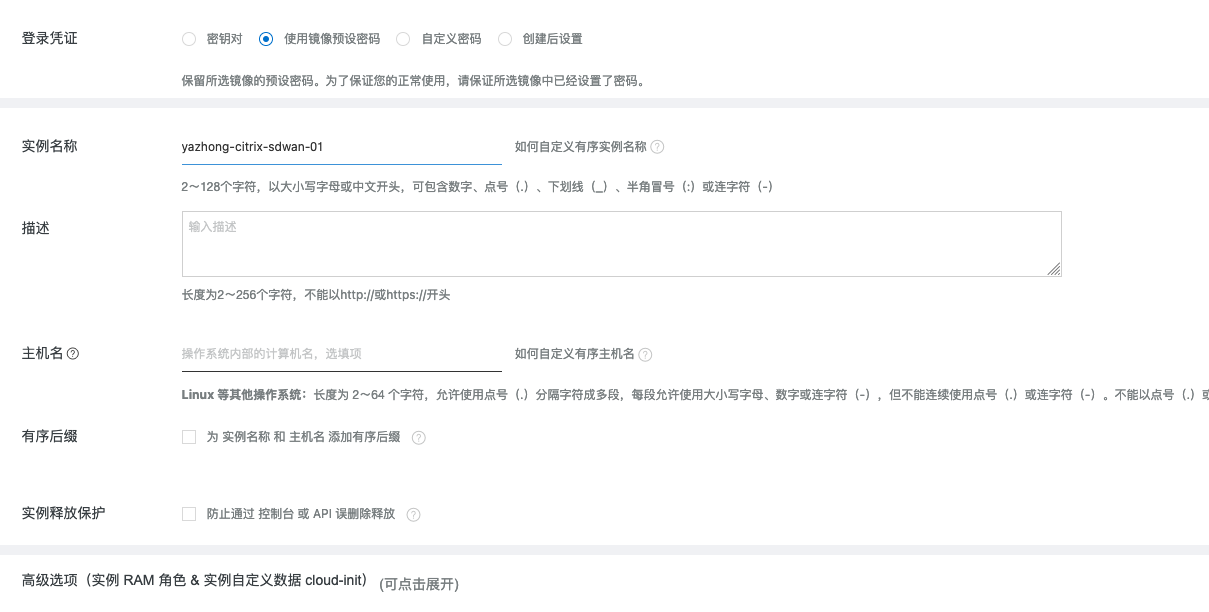 登录凭证 密钥对 使用镜像预设密码 自定义密码 创建后设置
保留所选镜像的预设密码。为了保证您的正常使用，请保证所选镜像中已经设置了密码。
实例名称 yazhong-citrix-sdwan-01 如何自定义有序实例名称 ?
2～128个字符，以大小写字母或中文开头，可包含数字、点号（.）、下划线（_）、半角冒号（:）或连字符（-）
描述 输入描述
长度为2～256个字符，不能以http://或https://开头
主机名 ? 操作系统内部的计算机名，选填项 如何自定义有序主机名 ?
Linux 等其他操作系统：长度为 2～64 个字符，允许使用点号（.）分隔字符成多段，每段允许使用大小写字母、数字或连字符（-），但不能连续使用点号（.）或连字符（-）。不能以点号（.）或
有序后缀 为 实例名称 和 主机名 添加有序后缀 ?
实例释放保护 防止通过 控制台 或 API 误删除释放 ?
高级选项（实例 RAM 角色 & 实例自定义数据 cloud-init） (可点击展开)